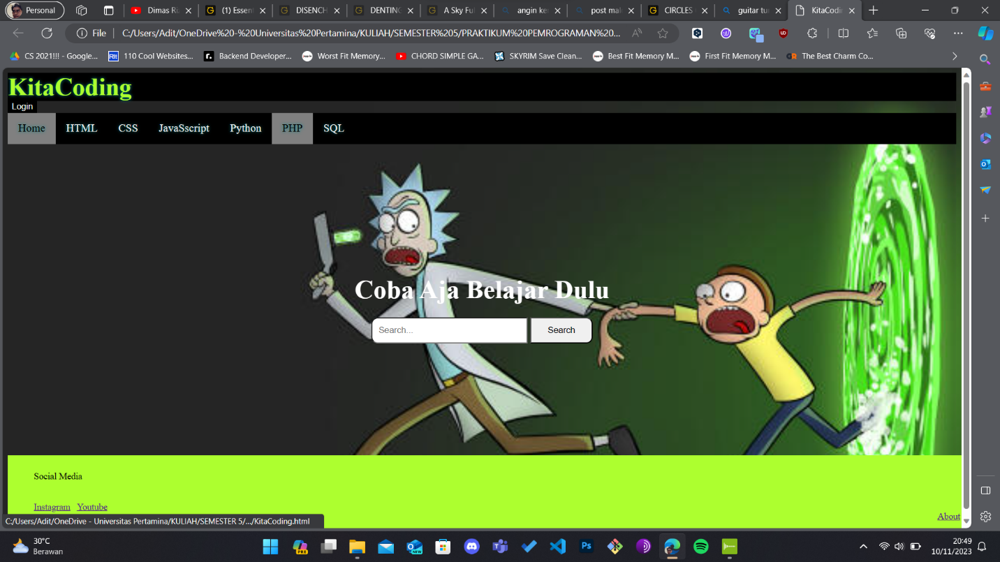 Personal
Dimas Ri
(1) Essen
DISENCH
DENTING
A Sky Ful
angin ker
post mal
CIRCLES
guitar tur
KitaCodin
File
C:/Users/Adit/OneDrive%20-%20Universitas%20Pertamina/KULIAH/SEMESTER%205/PRAKTIKUM%20PEMROGRAMAN%20...
CS 2021!!! - Google...
110 Cool Websites...
Backend Developer...
Worst Fit Memory...
CHORD SIMPLE GA...
SKYRIM Save Clean...
Best Fit Memory M...
First Fit Memory M...
The Best Charm Co...
KitaCoding
Login
Home HTML CSS JavaSscript Python PHP SQL
Coba Aja Belajar Dulu
Search... Search
Social Media
Instagram Youtube
About
C:/Users/Adit/OneDrive - Universitas Pertamina/KULIAH/SEMESTER 5/.../KitaCoding.html
30°C
Berawan
20:49
10/11/2023